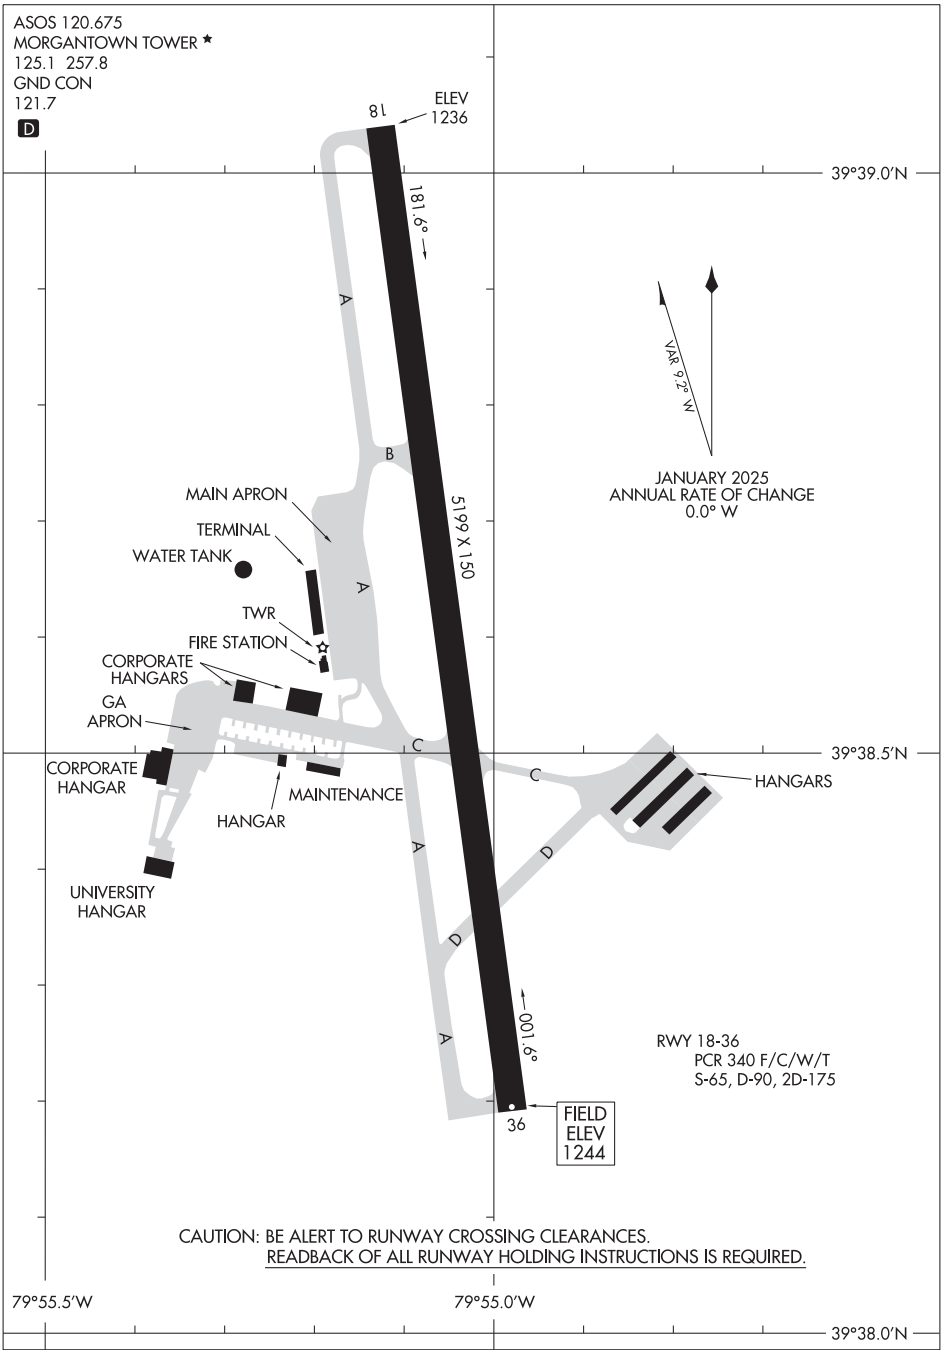 ASOS 120.675
MORGANTOWN TOWER ★
125.1 257.8
GND CON
121.7
D
18
ELEV
1236
39°39.0'N
181.6°
A
VAR 9.2° W
B
JANUARY 2025
ANNUAL RATE OF CHANGE
0.0° W
MAIN APRON
5199 X 150
TERMINAL
WATER TANK
A
TWR
FIRE STATION
CORPORATE
HANGARS
GA
APRON
C
39°38.5'N
CORPORATE
HANGAR
C
HANGARS
MAINTENANCE
HANGAR
A
D
UNIVERSITY
HANGAR
D
001.6°
A
RWY 18-36
PCR 340 F/C/W/T
S-65, D-90, 2D-175
36
FIELD
ELEV
1244
CAUTION: BE ALERT TO RUNWAY CROSSING CLEARANCES.
READBACK OF ALL RUNWAY HOLDING INSTRUCTIONS IS REQUIRED.
79°55.5'W
79°55.0'W
39°38.0'N